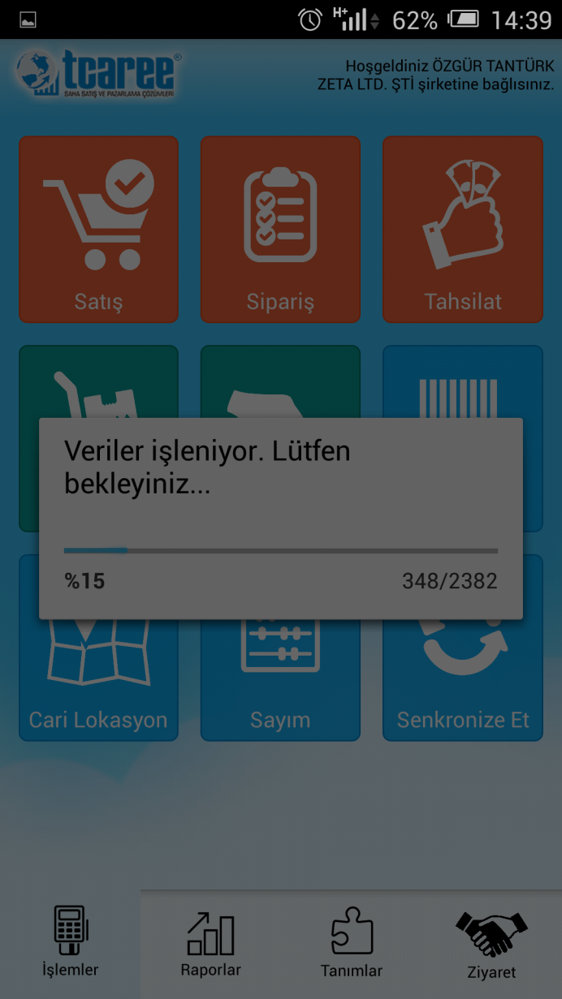 H+ 62% 14:39
tcaree®
SAHA SATIŞ VE PAZARLAMA ÇÖZÜMLERİ
Hoşgeldiniz ÖZGÜR TANTÜRK
ZETA LTD. ŞTİ şirketine bağlısınız.
Satış
Sipariş
Tahsilat
Veriler işleniyor. Lütfen
bekleyiniz...
%15
348/2382
Cari Lokasyon
Sayım
Senkronize Et
İşlemler
Raporlar
Tanımlar
Ziyaret